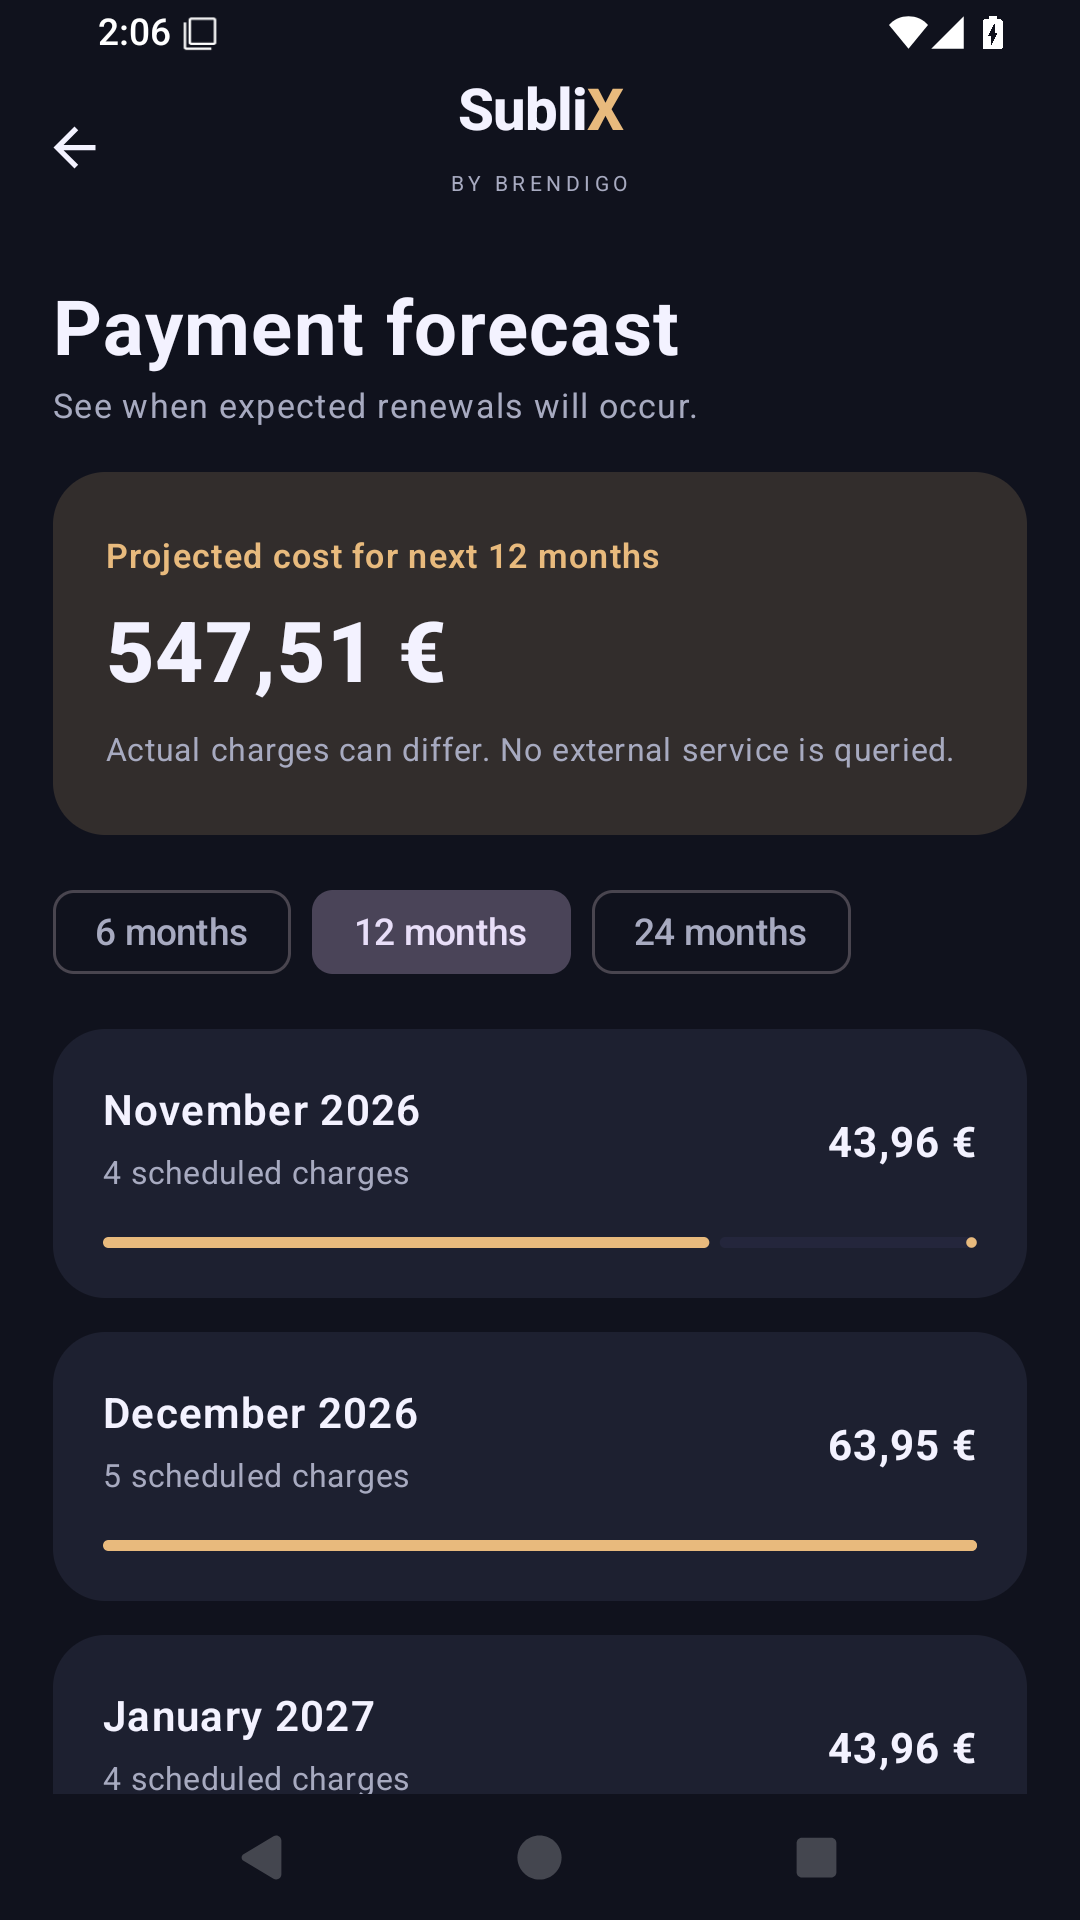 2:06
SubliX
BY BRENDIGO
Payment forecast
See when expected renewals will occur.
Projected cost for next 12 months
547,51 €
Actual charges can differ. No external service is queried.
6 months
12 months
24 months
November 2026
43,96 €
4 scheduled charges
December 2026
63,95 €
5 scheduled charges
January 2027
43,96 €
4 scheduled charges